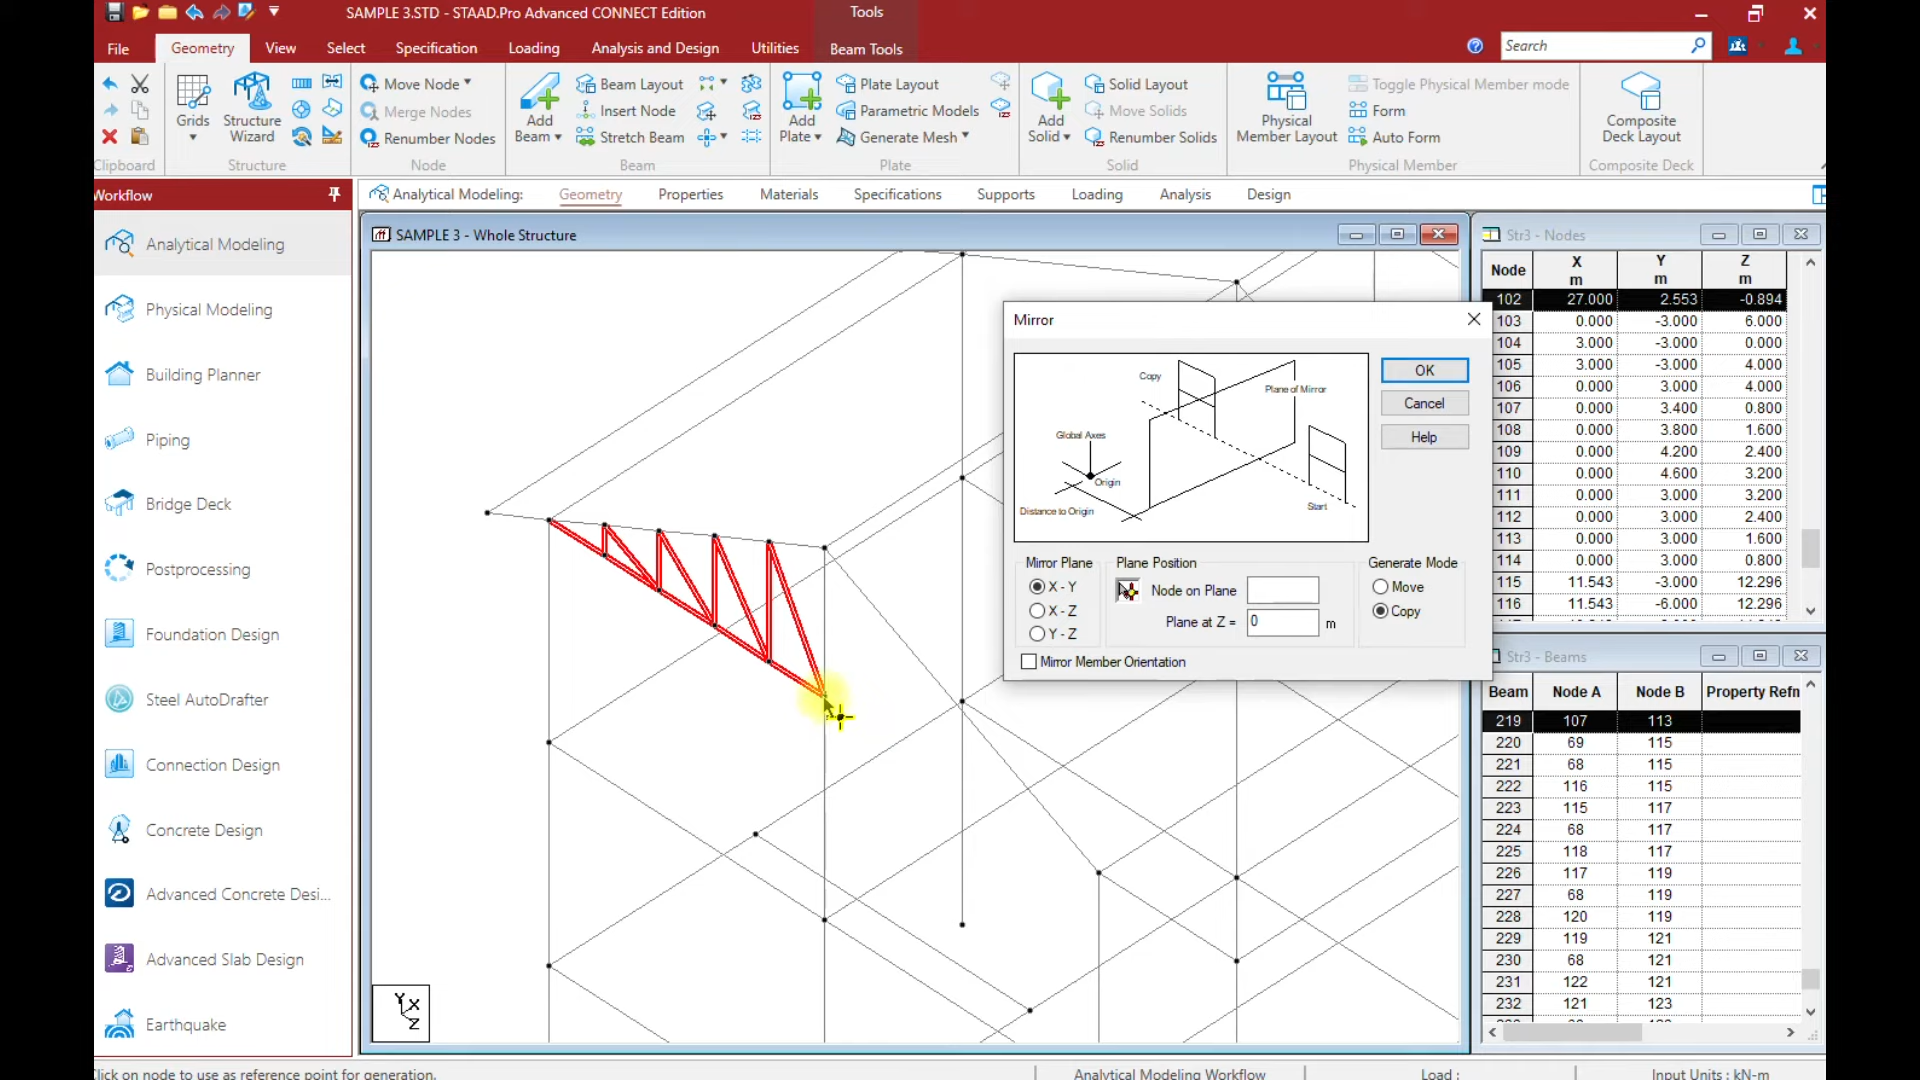 SAMPLE 3.STD - STAAD.Pro Advanced CONNECT Edition
Tools
File
Geometry
View
Select
Specification
Loading
Analysis and Design
Utilities
Beam Tools
Search
Grids
Structure Wizard
Move Node
Merge Nodes
Renumber Nodes
Add Beam
Beam Layout
Insert Node
Stretch Beam
Add Plate
Plate Layout
Parametric Models
Generate Mesh
Add Solid
Solid Layout
Move Solids
Renumber Solids
Physical Member Layout
Toggle Physical Member mode
Form
Auto Form
Composite Deck Layout
Clipboard
Structure
Node
Beam
Plate
Solid
Physical Member
Composite Deck
Workflow
Analytical Modeling
Physical Modeling
Building Planner
Piping
Bridge Deck
Postprocessing
Foundation Design
Steel AutoDrafter
Connection Design
Concrete Design
Advanced Concrete Desi...
Advanced Slab Design
Earthquake
Analytical Modeling:
Geometry
Properties
Materials
Specifications
Supports
Loading
Analysis
Design
SAMPLE 3 - Whole Structure
Y
X
Z
Mirror
Copy
Plane of Mirror
Global Axes
Origin
Distance to Origin
Start
OK
Cancel
Help
Mirror Plane
X - Y
X - Z
Y - Z
Plane Position
Node on Plane
Plane at Z = 0 m
Generate Mode
Move
Copy
Mirror Member Orientation
Str3 - Nodes
Node X m Y m Z m
102 27.000 2.553 -0.894
103 0.000 -3.000 6.000
104 3.000 -3.000 0.000
105 3.000 -3.000 4.000
106 0.000 3.000 4.000
107 0.000 3.400 0.800
108 0.000 3.800 1.600
109 0.000 4.200 2.400
110 0.000 4.600 3.200
111 0.000 3.000 3.200
112 0.000 3.000 2.400
113 0.000 3.000 1.600
114 0.000 3.000 0.800
115 11.543 -3.000 12.296
116 11.543 -6.000 12.296
Str3 - Beams
Beam Node A Node B Property Refn
219 107 113
220 69 115
221 68 115
222 116 115
223 115 117
224 68 117
225 118 117
226 117 119
227 68 119
228 120 119
229 119 121
230 68 121
231 122 121
232 121 123
Click on node to use as reference point for generation.
Analytical Modeling Workflow
Load :
Input Units : kN-m